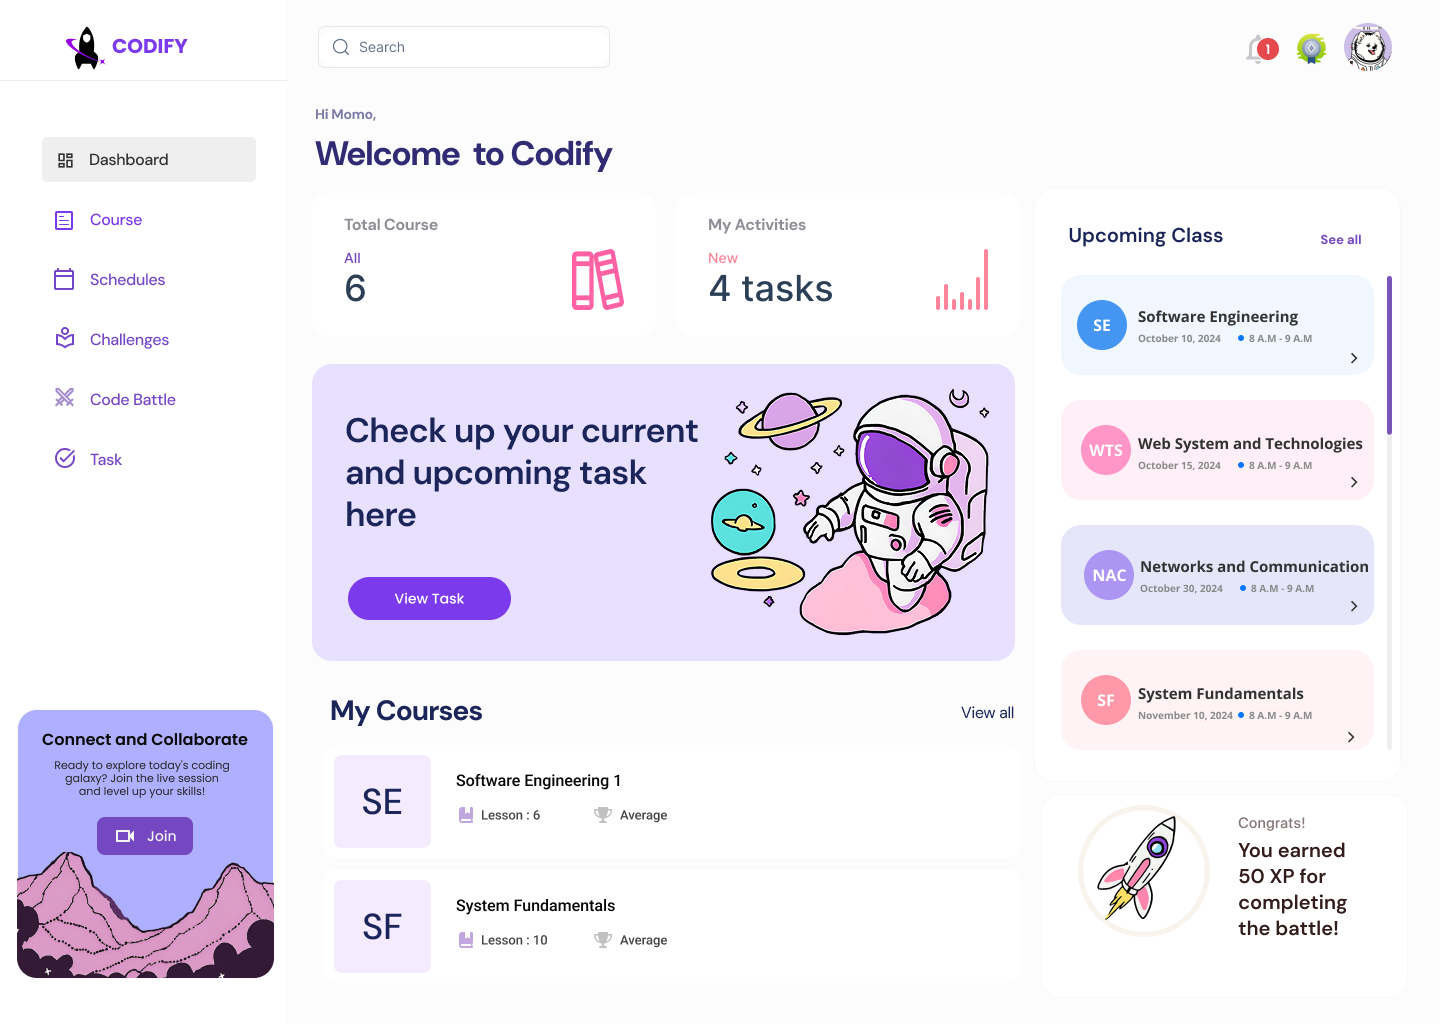 CODIFY
Search
1
Dashboard
Course
Schedules
Challenges
Code Battle
Task
Connect and Collaborate
Ready to explore today's coding
galaxy? Join the live session
and level up your skills!
Join
Hi Momo,
Welcome to Codify
Total Course
All
6
My Activities
New
4 tasks
Check up your current
and upcoming task
here
View Task
My Courses
View all
SE
Software Engineering 1
Lesson : 6
Average
SF
System Fundamentals
Lesson : 10
Average
Upcoming Class
See all
SE
Software Engineering
October 10, 2024
8 A.M - 9 A.M
WTS
Web System and Technologies
October 15, 2024
8 A.M - 9 A.M
NAC
Networks and Communication
October 30, 2024
8 A.M - 9 A.M
SF
System Fundamentals
November 10, 2024
8 A.M - 9 A.M
Congrats!
You earned
50 XP for
completing
the battle!